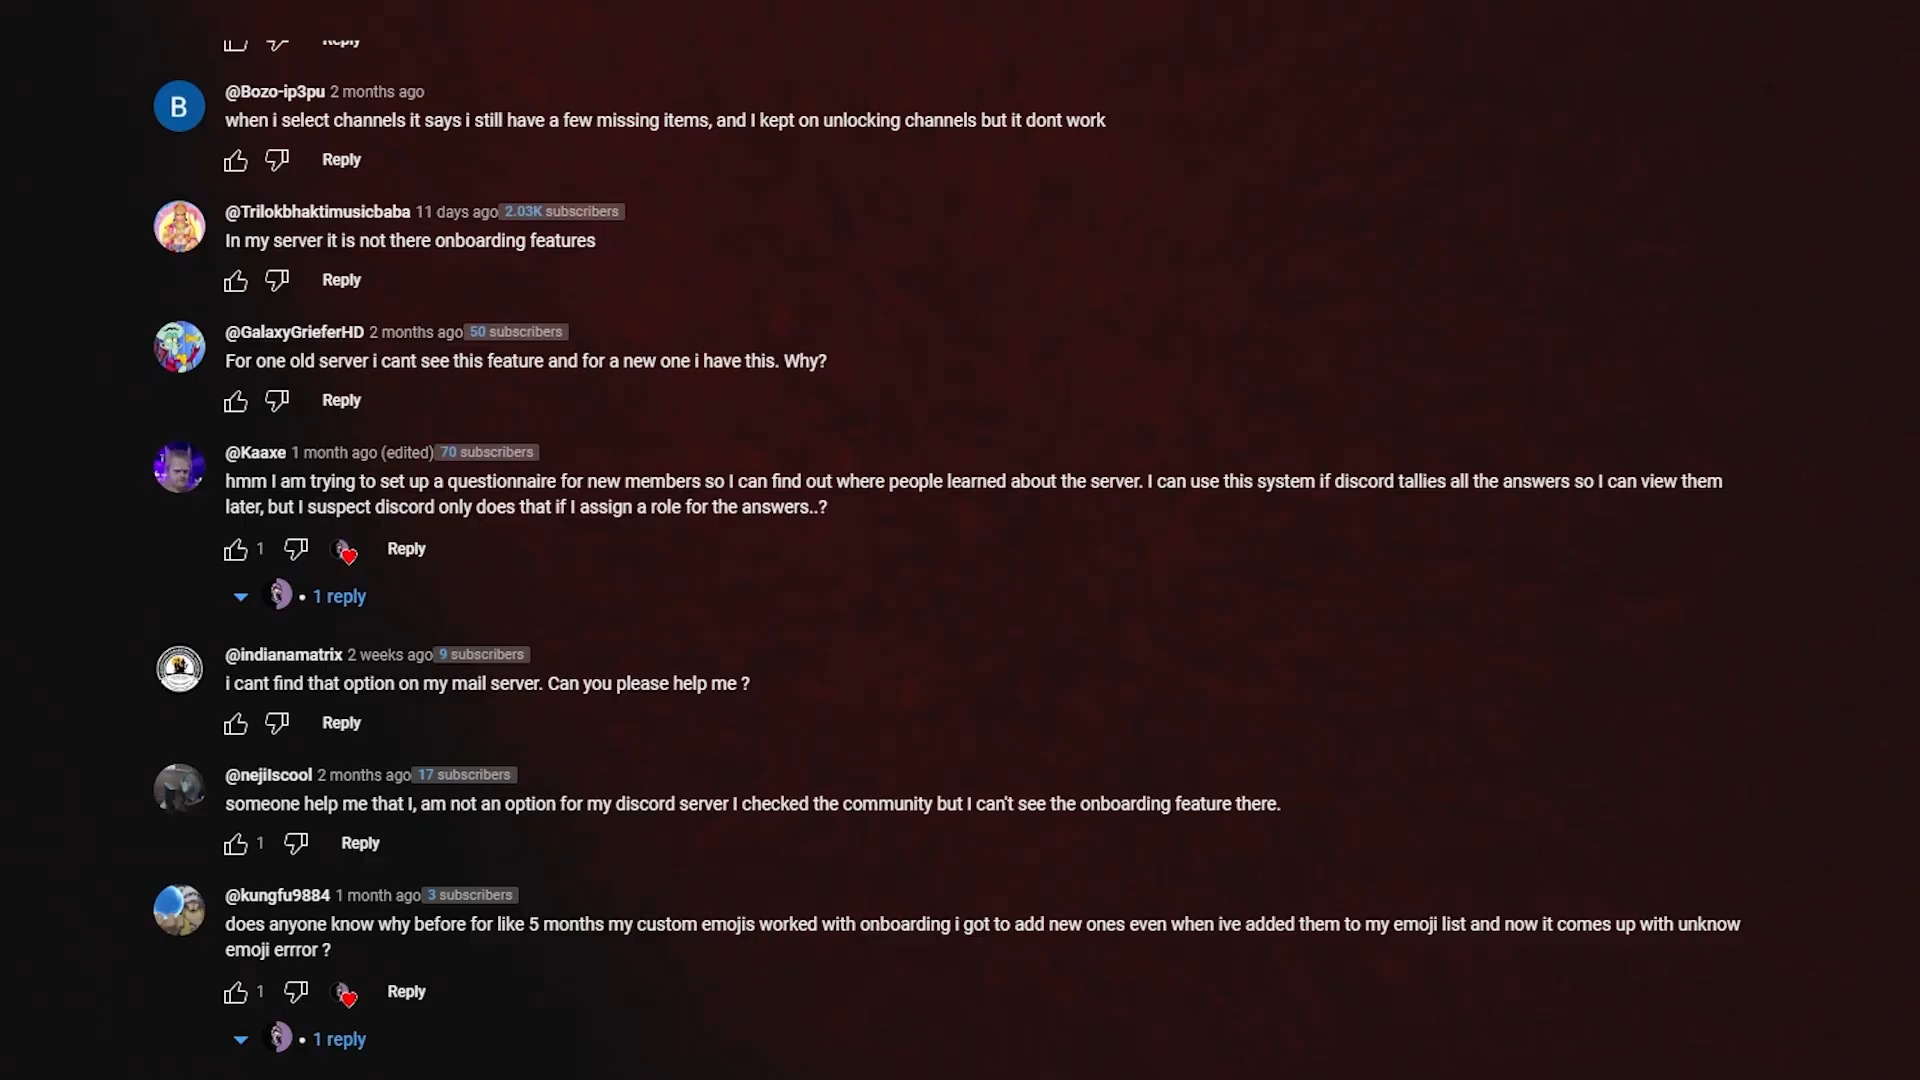 Reply
@Bozo-ip3pu 2 months ago
B
when i select channels it says i still have a few missing items, and I kept on unlocking channels but it dont work
Reply
@Trilokbhaktimusicbaba 11 days ago 2.03K subscribers
In my server it is not there onboarding features
Reply
@GalaxyGrieferHD 2 months ago 50 subscribers
For one old server i cant see this feature and for a new one i have this. Why?
Reply
@Kaaxe 1 month ago (edited) 70 subscribers
hmm I am trying to set up a questionnaire for new members so I can find out where people learned about the server. I can use this system if discord tallies all the answers so I can view them
later, but I suspect discord only does that if I assign a role for the answers..?
1 Reply
• 1 reply
@indianamatrix 2 weeks ago 9 subscribers
i cant find that option on my mail server. Can you please help me ?
Reply
@nejiIscool 2 months ago 17 subscribers
someone help me that I, am not an option for my discord server I checked the community but I can't see the onboarding feature there.
1 Reply
@kungfu9884 1 month ago 3 subscribers
does anyone know why before for like 5 months my custom emojis worked with onboarding i got to add new ones even when ive added them to my emoji list and now it comes up with unknow
emoji errror ?
1 Reply
• 1 reply